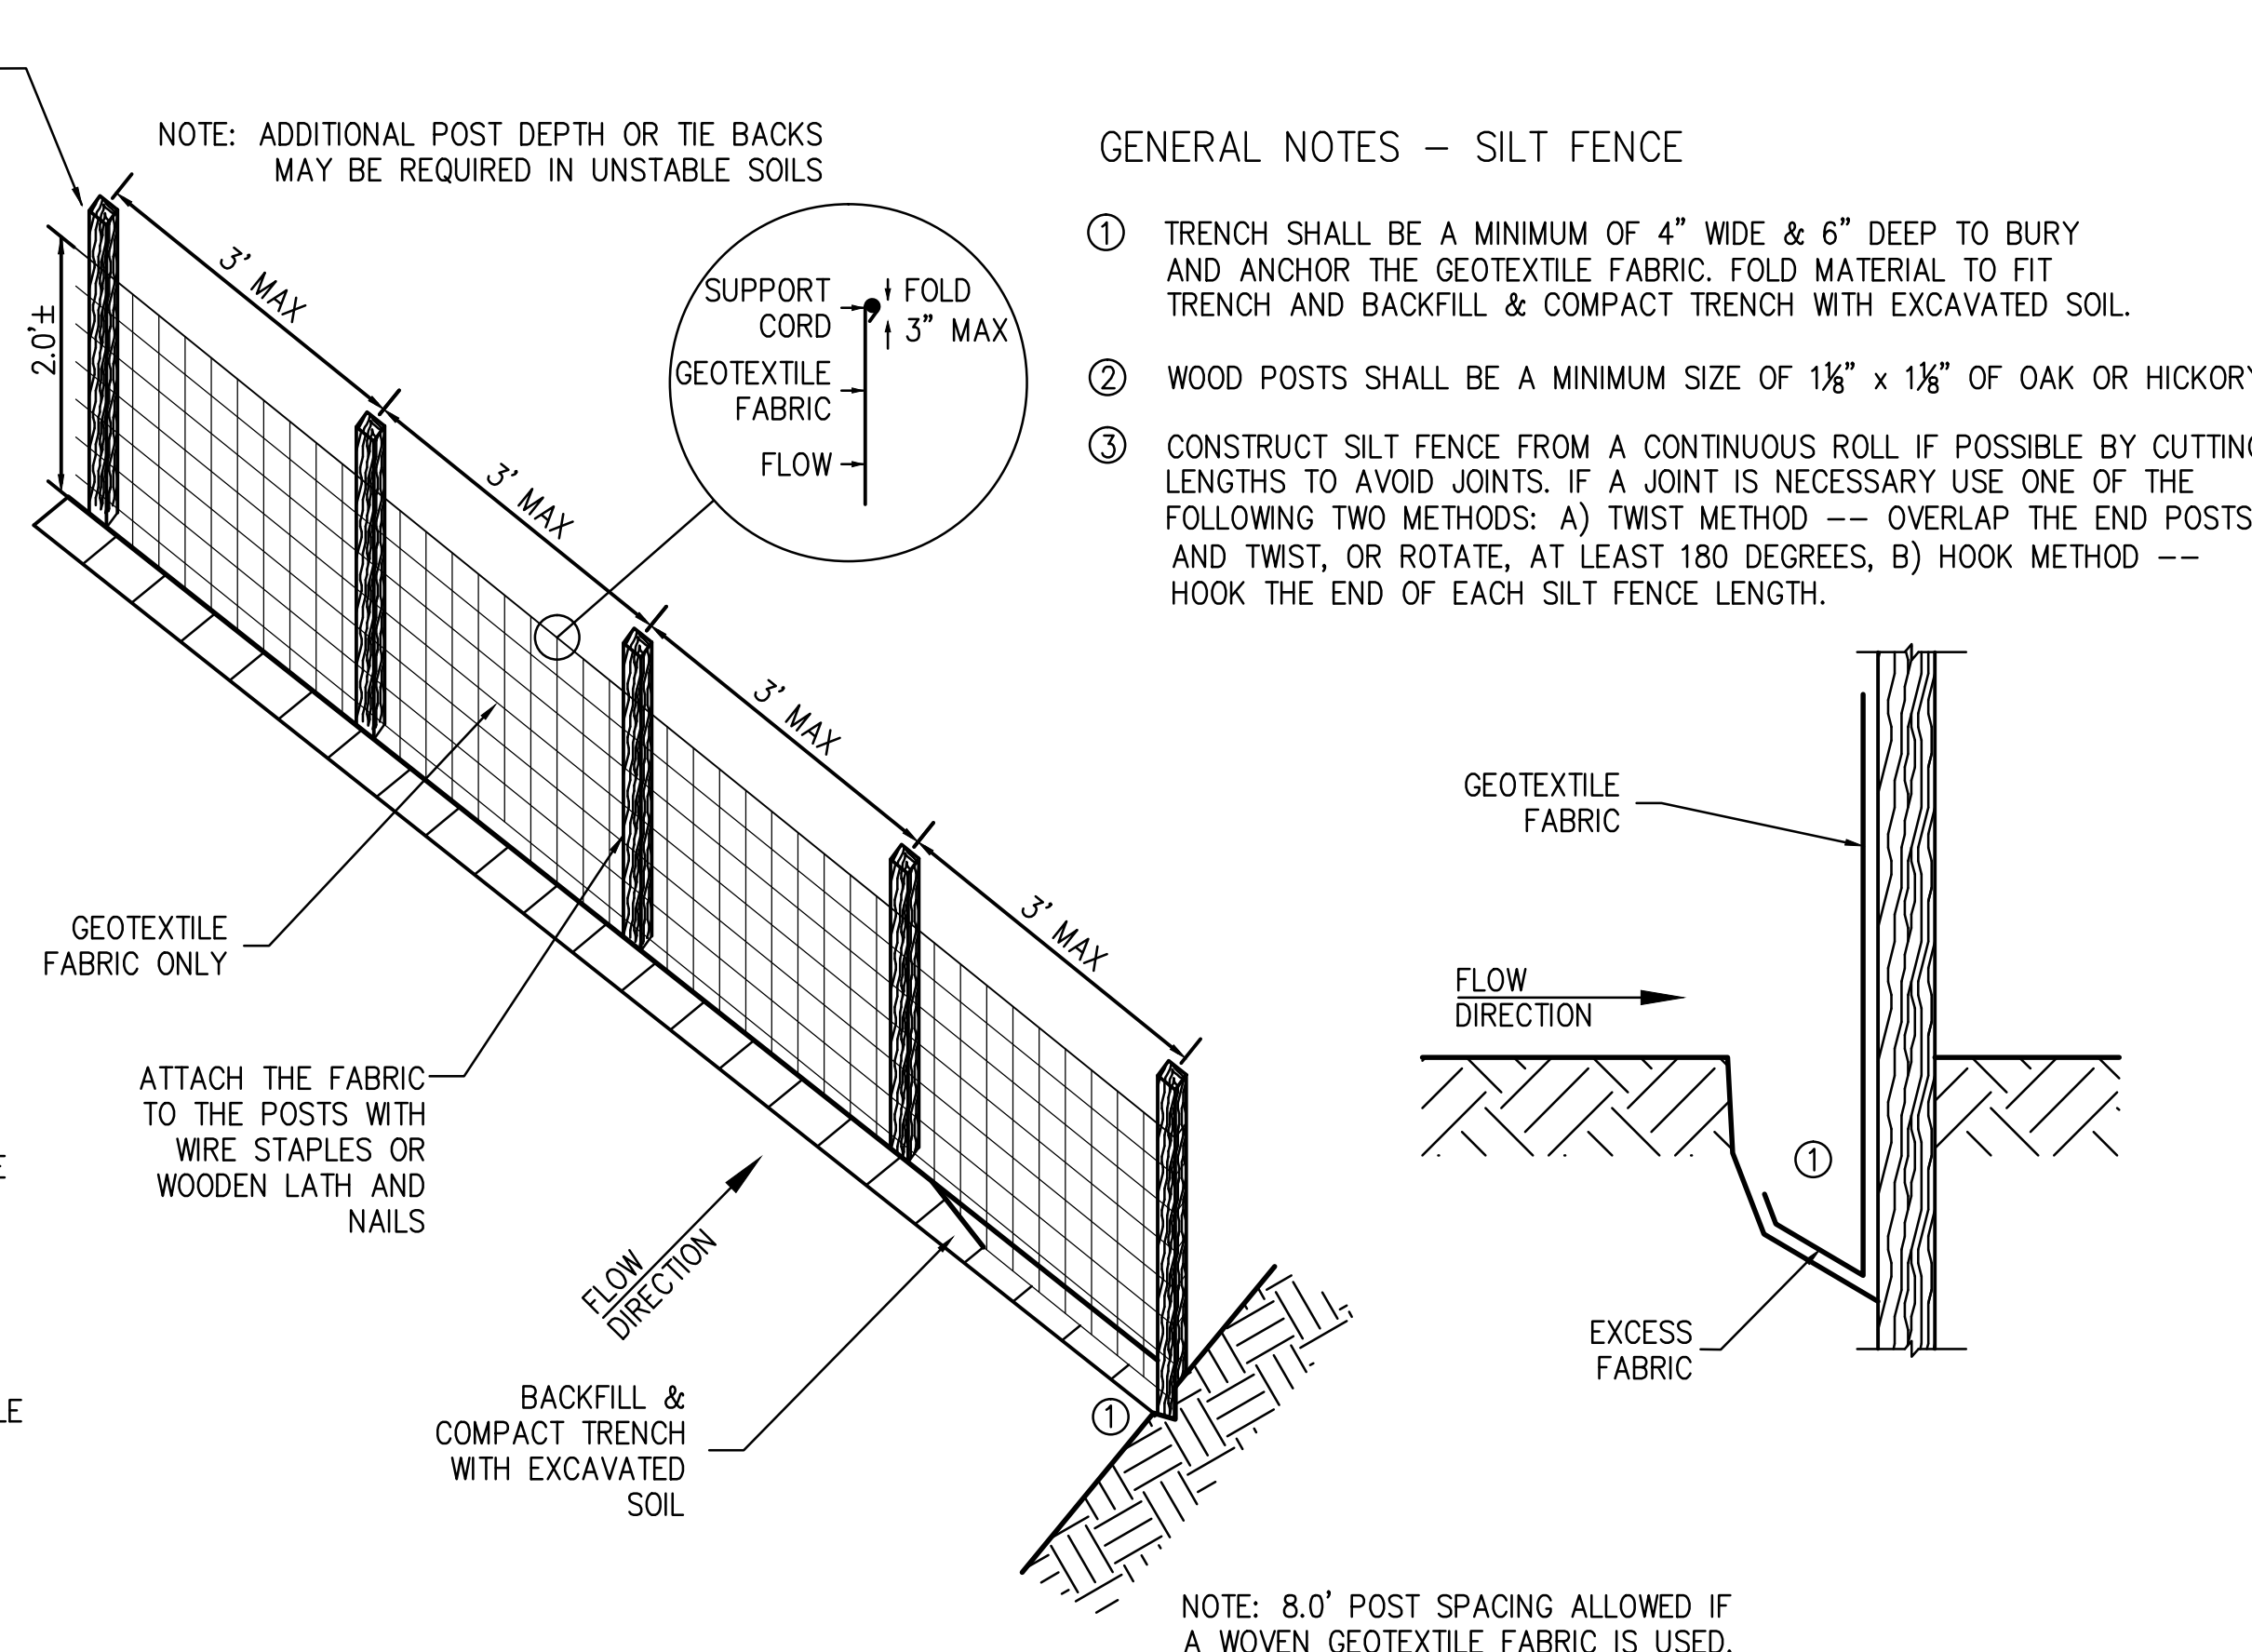 NOTE: ADDITIONAL POST DEPTH OR TIE BACKS
MAY BE REQUIRED IN UNSTABLE SOILS
3' MAX
3' MAX
3' MAX
3' MAX
2.0'±
SUPPORT
CORD
FOLD
3" MAX
GEOTEXTILE
FABRIC
FLOW
GEOTEXTILE
FABRIC ONLY
ATTACH THE FABRIC
TO THE POSTS WITH
WIRE STAPLES OR
WOODEN LATH AND
NAILS
FLOW
DIRECTION
BACKFILL &
COMPACT TRENCH
WITH EXCAVATED
SOIL
1
GENERAL NOTES – SILT FENCE
1 TRENCH SHALL BE A MINIMUM OF 4" WIDE & 6" DEEP TO BURY
AND ANCHOR THE GEOTEXTILE FABRIC. FOLD MATERIAL TO FIT
TRENCH AND BACKFILL & COMPACT TRENCH WITH EXCAVATED SOIL.
2 WOOD POSTS SHALL BE A MINIMUM SIZE OF 1⅛" x 1⅛" OF OAK OR HICKORY
3 CONSTRUCT SILT FENCE FROM A CONTINUOUS ROLL IF POSSIBLE BY CUTTING
LENGTHS TO AVOID JOINTS. IF A JOINT IS NECESSARY USE ONE OF THE
FOLLOWING TWO METHODS: A) TWIST METHOD –– OVERLAP THE END POSTS
AND TWIST, OR ROTATE, AT LEAST 180 DEGREES, B) HOOK METHOD ––
HOOK THE END OF EACH SILT FENCE LENGTH.
GEOTEXTILE
FABRIC
FLOW
DIRECTION
1
EXCESS
FABRIC
NOTE: 8.0' POST SPACING ALLOWED IF
A WOVEN GEOTEXTILE FABRIC IS USED.